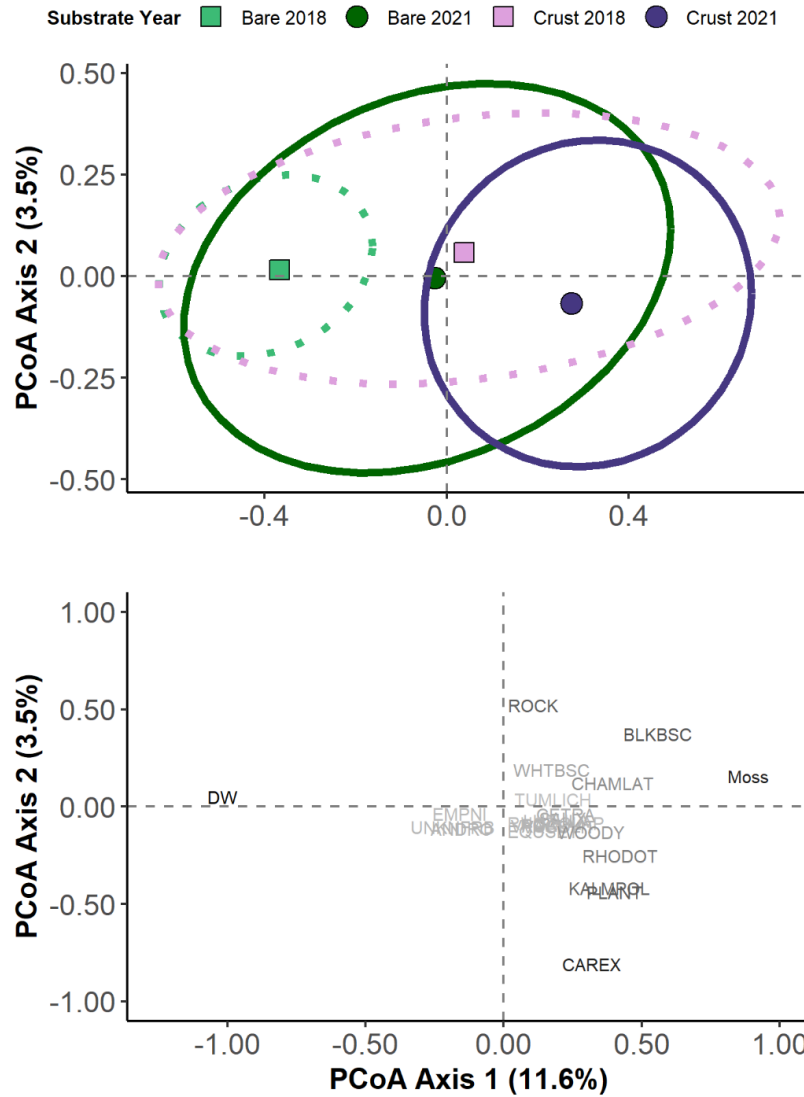 Substrate Year Bare 2018 Bare 2021 Crust 2018 Crust 2021
PCoA Axis 2 (3.5%)
0.50
0.25
0.00
-0.25
-0.50
-0.4 0.0 0.4
PCoA Axis 2 (3.5%)
1.00
0.50
0.00
-0.50
-1.00
ROCK
BLKBSC
WHTBSC
Moss
CHAMLAT
DW
TUMLICH
EMPNI
CETRA
ANDRO
WOODY
RHODOT
KALMPOL
PLANT
CAREX
-1.00 -0.50 0.00 0.50 1.00
PCoA Axis 1 (11.6%)